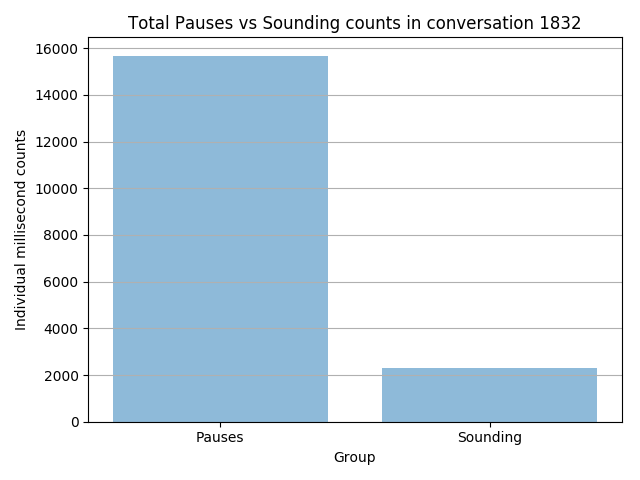 Total Pauses vs Sounding counts in conversation 1832
Individual millisecond counts
16000
14000
12000
10000
8000
6000
4000
2000
0
Pauses
Sounding
Group